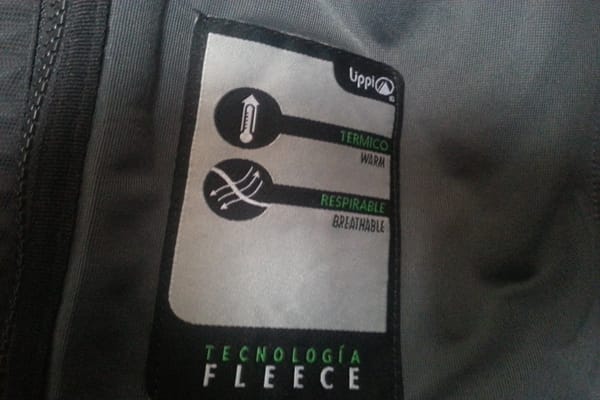 Lippi
TERMICO
WARM
RESPIRABLE
BREATHABLE
TECNOLOGÍA
FLEECE